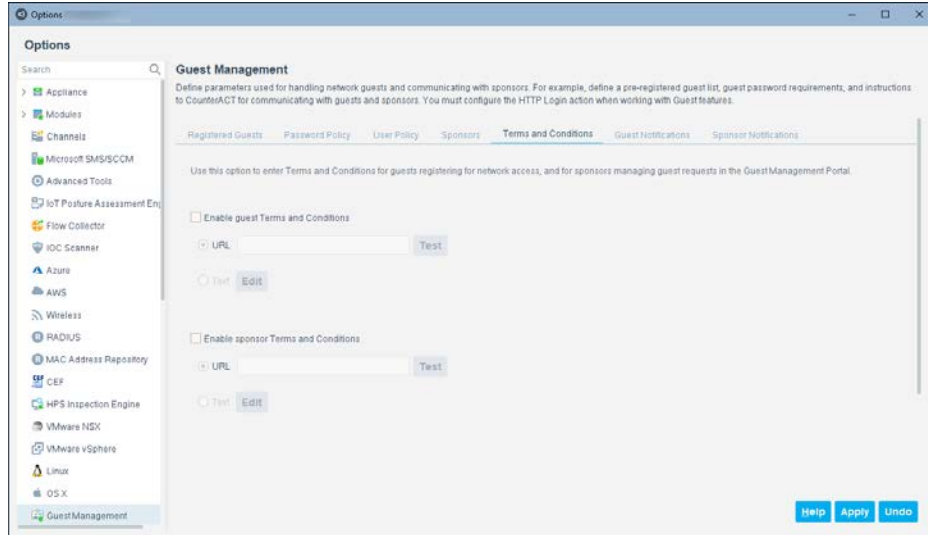 Options
Options
Search
Appliance
Modules
Channels
Microsoft SMS/SCCM
Advanced Tools
IoT Posture Assessment Eng
Flow Collector
IOC Scanner
Azure
AWS
Wireless
RADIUS
MAC Address Repository
CEF
HPS Inspection Engine
VMware NSX
VMware vSphere
Linux
OS X
Guest Management
Guest Management
Define parameters used for handling network guests and communicating with sponsors. For example, define a pre-registered guest list, guest password requirements, and instructions
to CounterACT for communicating with guests and sponsors. You must configure the HTTP Login action when working with Guest features.
Registered Guests Password Policy User Policy Sponsors Terms and Conditions Guest Notifications Sponsor Notifications
Use this option to enter Terms and Conditions for guests registering for network access, and for sponsors managing guest requests in the Guest Management Portal.
Enable guest Terms and Conditions
URL Test
Text Edit
Enable sponsor Terms and Conditions
URL Test
Text Edit
Help Apply Undo